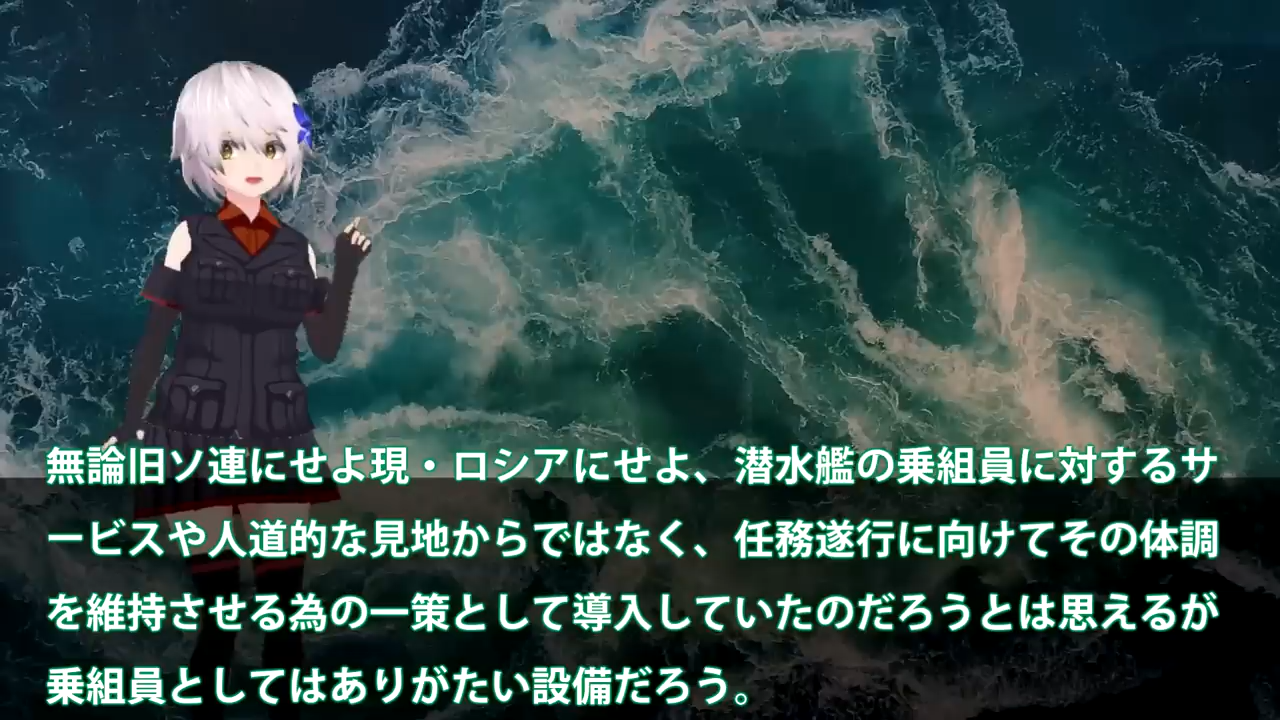 無論旧ソ連にせよ現・ロシアにせよ、潜水艦の乗組員に対するサ
ービスや人道的な見地からではなく、任務遂行に向けてその体調
を維持させる為の一策として導入していたのだろうとは思えるが
乗組員としてはありがたい設備だろう。